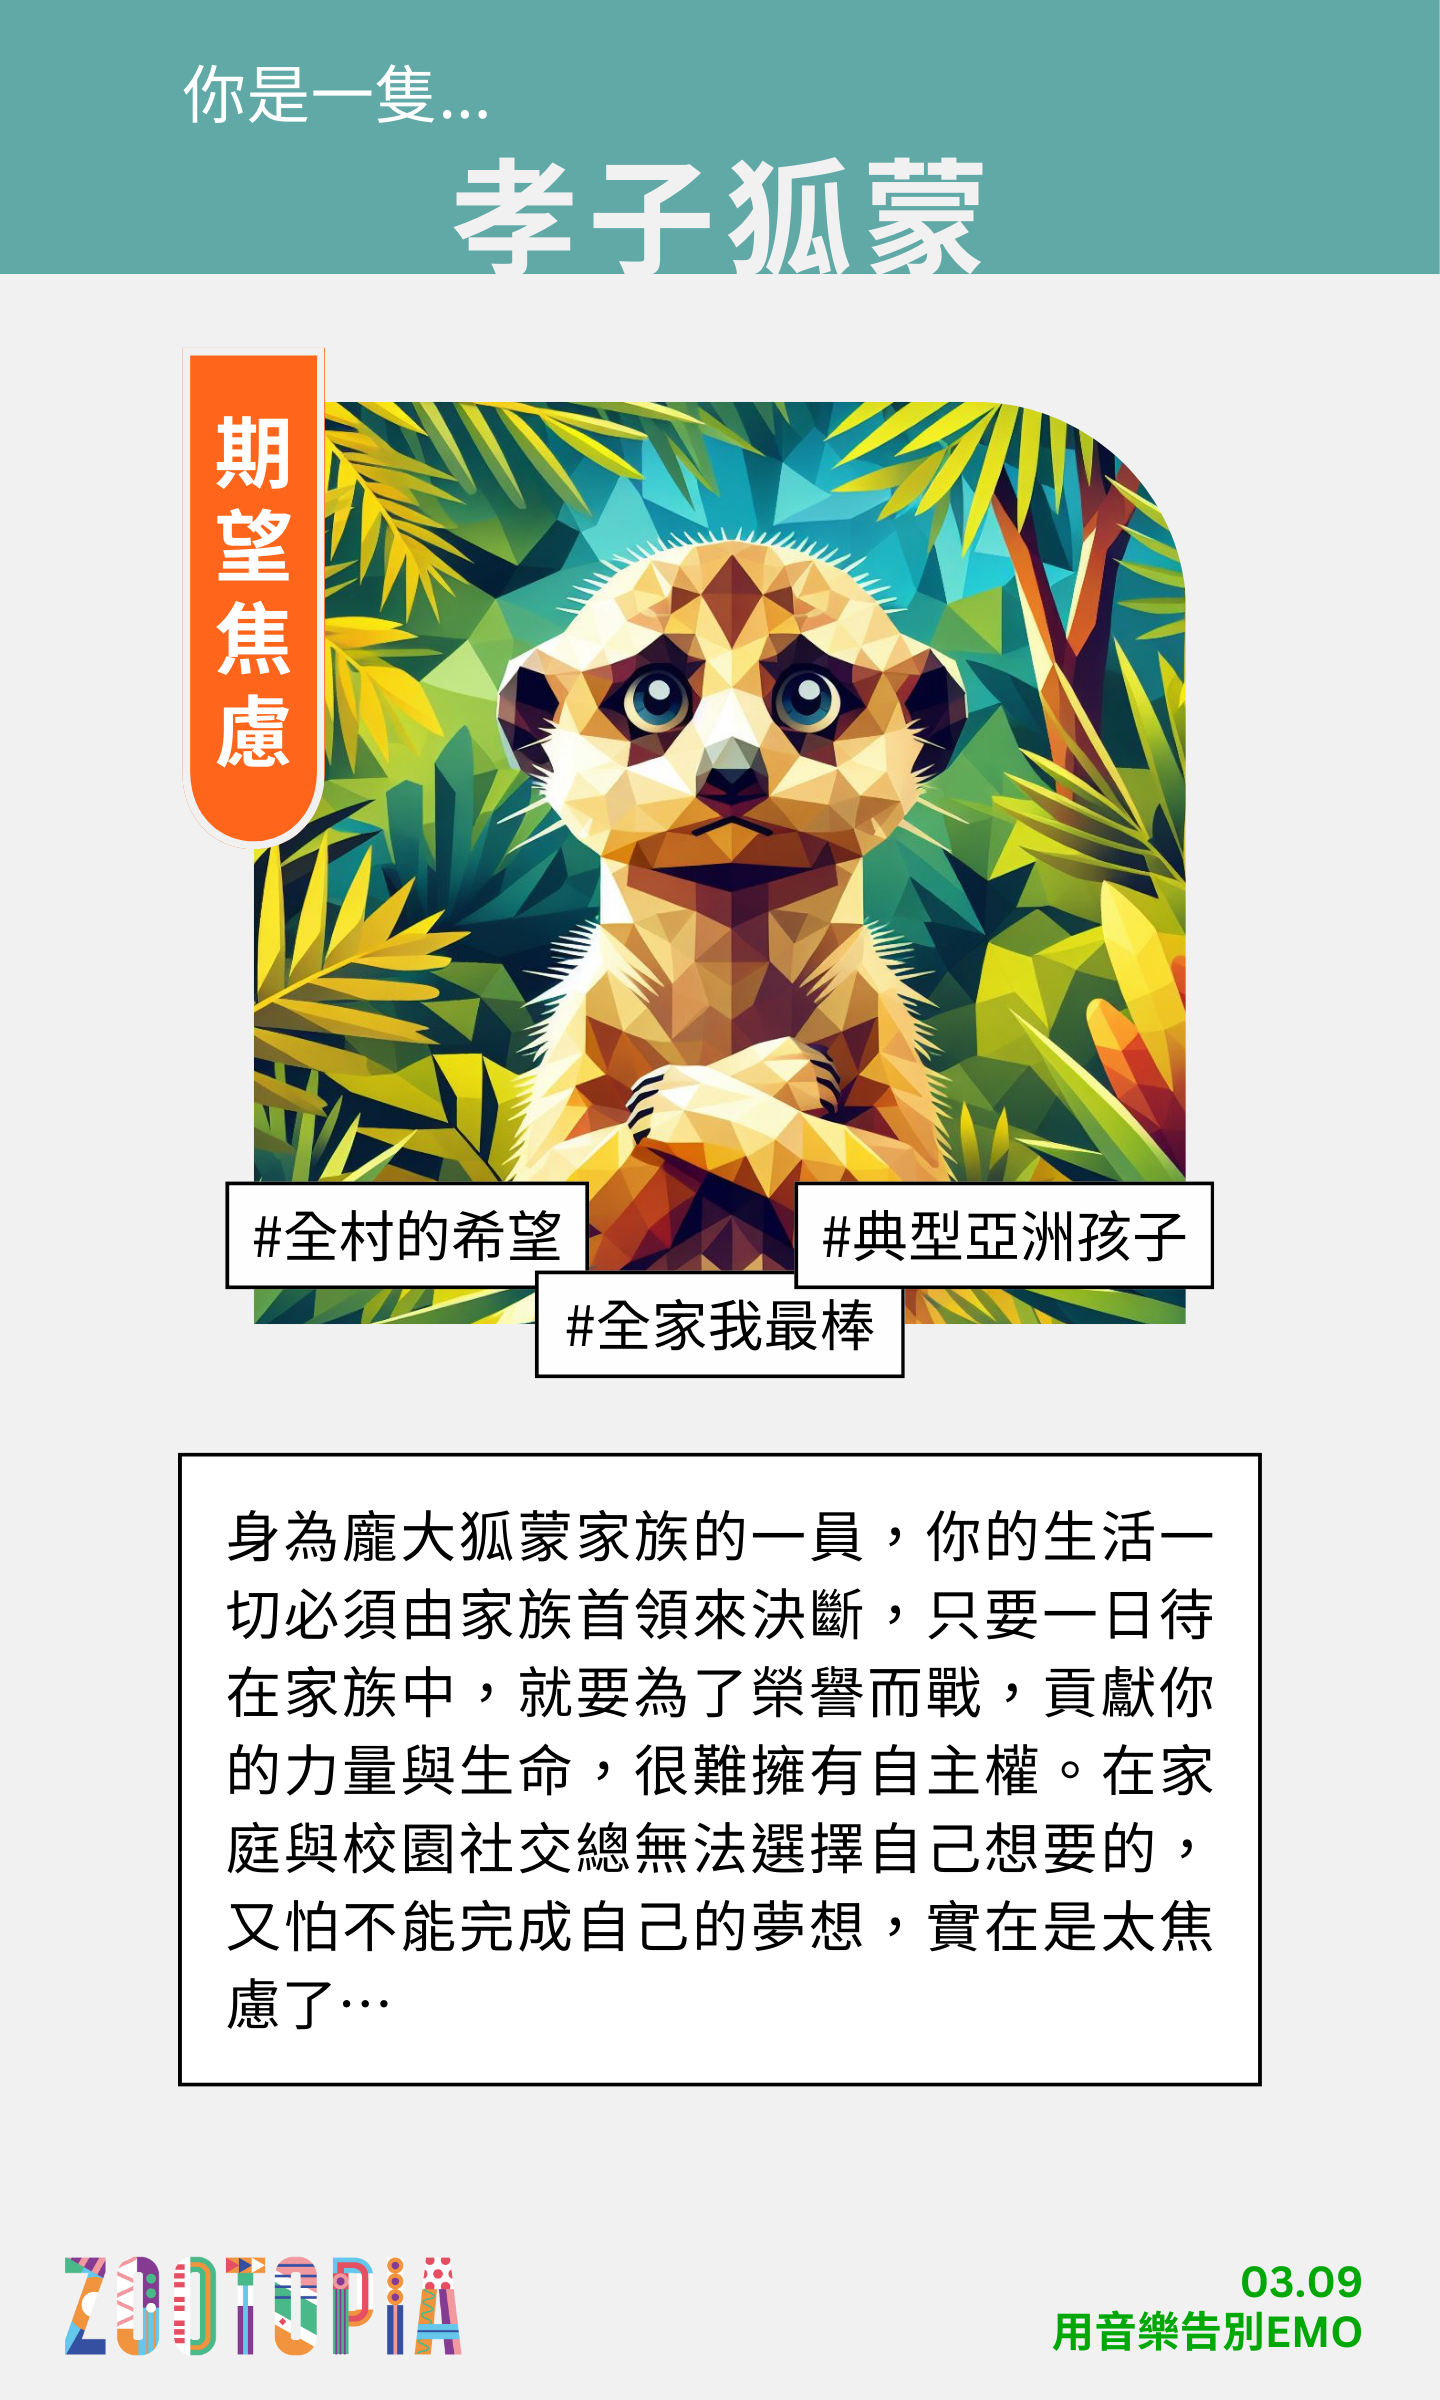 你是一隻...
孝子狐蒙
期望焦慮
#全村的希望
#典型亞洲孩子
#全家我最棒
身為龐大狐蒙家族的一員，你的生活一
切必須由家族首領來決斷，只要一日待
在家族中，就要為了榮譽而戰，貢獻你
的力量與生命，很難擁有自主權。在家
庭與校園社交總無法選擇自己想要的，
又怕不能完成自己的夢想，實在是太焦
慮了…
ZOOTOPiA
03.09
用音樂告別EMO